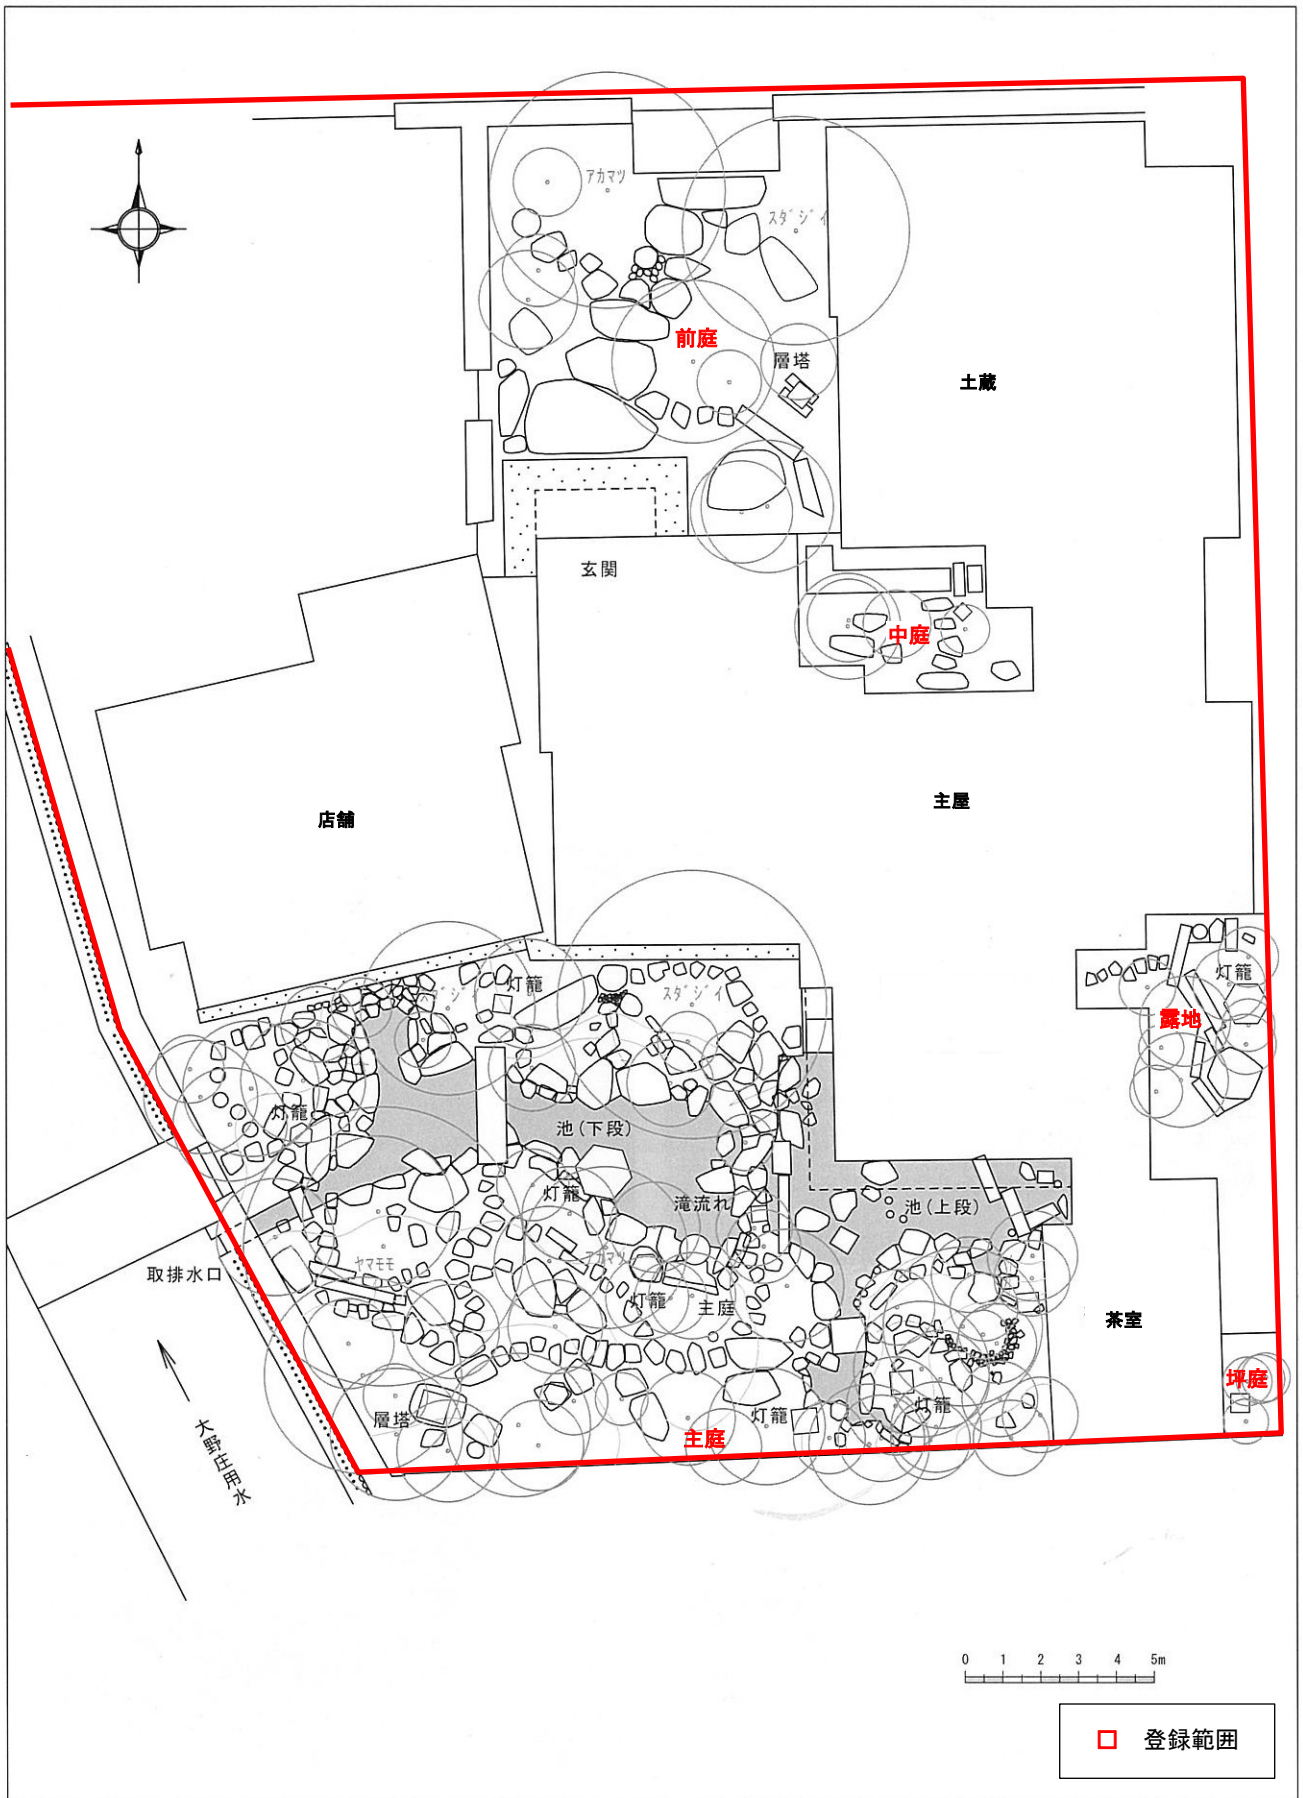 アカマツ
スダジイ
前庭
層塔
土蔵
玄関
中庭
店舗
主屋
スダジイ
灯籠
スダジイ
灯籠
露地
灯籠
池(下段)
灯籠
滝流れ
池(上段)
取排水口
ヤマモモ
アカマツ
灯籠
主庭
茶室
坪庭
層塔
灯籠
灯籠
主庭
大野庄用水
0 1 2 3 4 5m
登録範囲